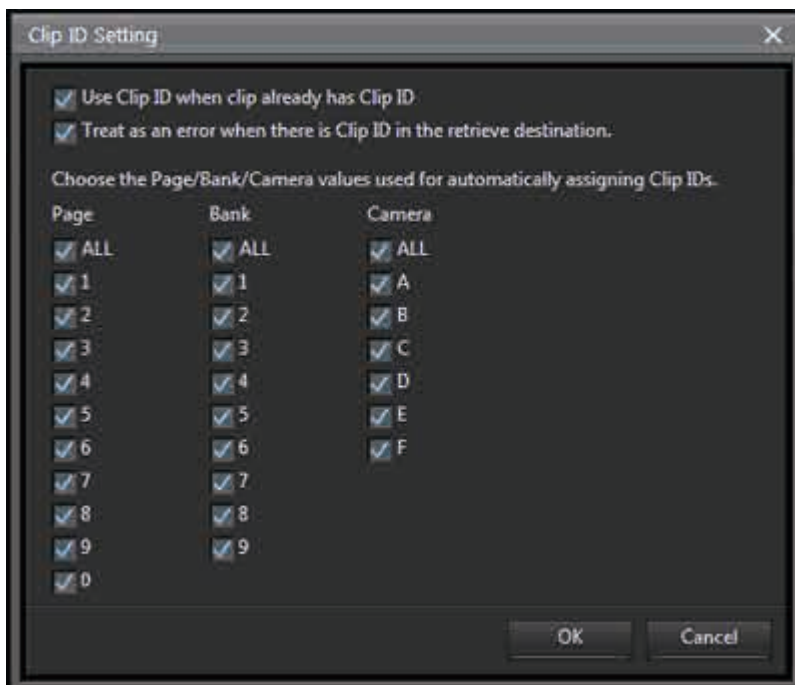 Clip ID Setting
Use Clip ID when clip already has Clip ID
Treat as an error when there is Clip ID in the retrieve destination.
Choose the Page/Bank/Camera values used for automatically assigning Clip IDs.
Page Bank Camera
ALL ALL ALL
1 1 A
2 2 B
3 3 C
4 4 D
5 5 E
6 6 F
7 7
8 8
9 9
0
OK Cancel